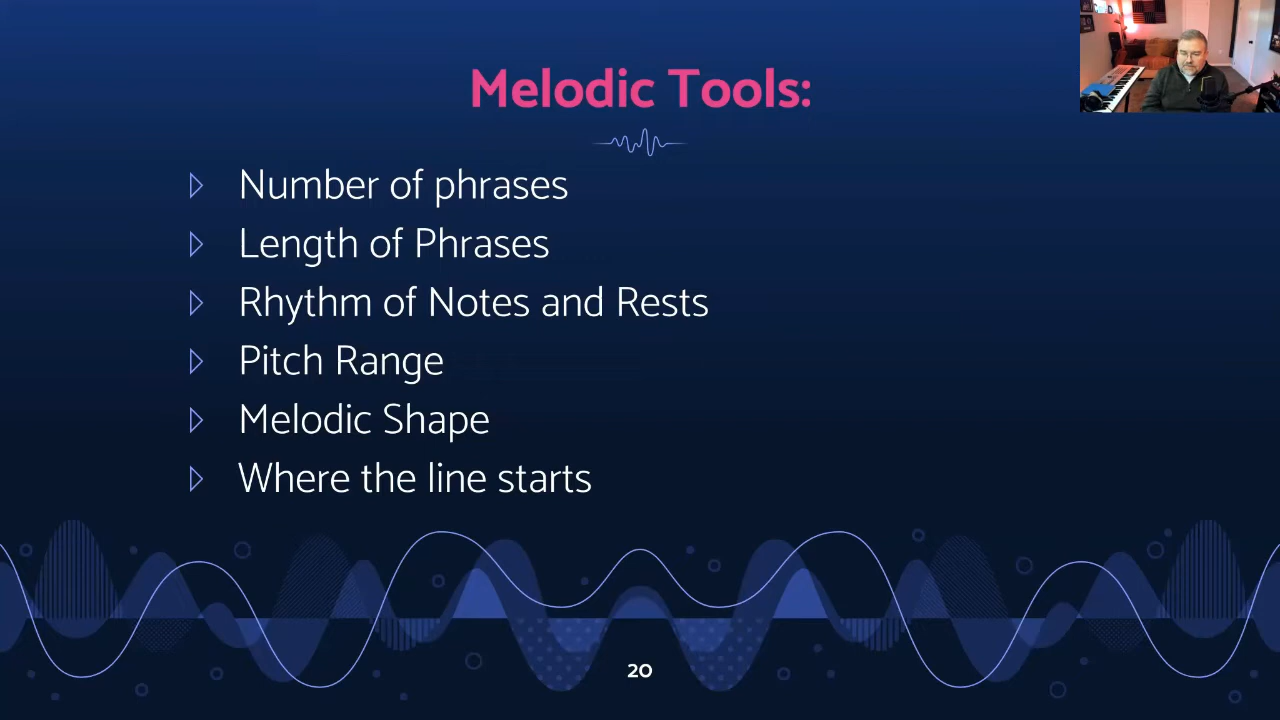 Melodic Tools:
Number of phrases
Length of Phrases
Rhythm of Notes and Rests
Pitch Range
Melodic Shape
Where the line starts
20